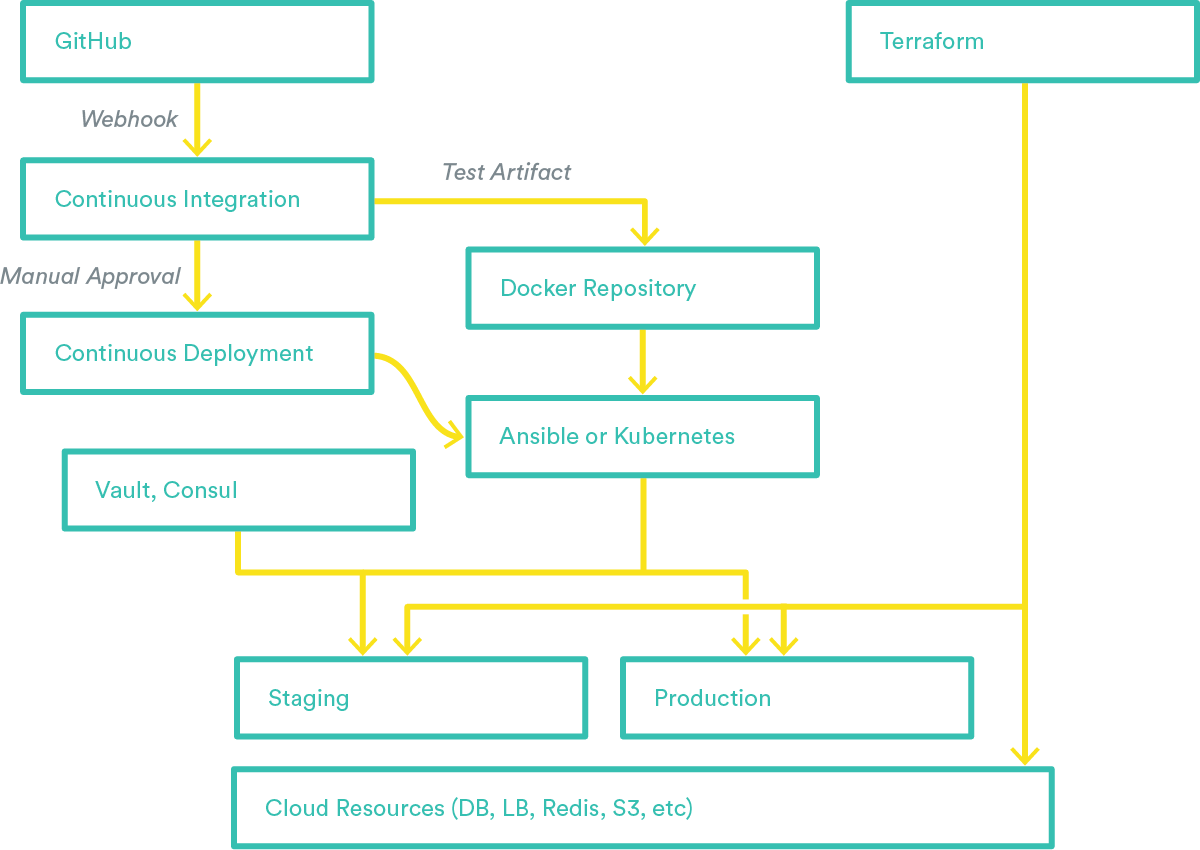 GitHub
Terraform
Webhook
Continuous Integration
Test Artifact
Manual Approval
Docker Repository
Continuous Deployment
Ansible or Kubernetes
Vault, Consul
Staging
Production
Cloud Resources (DB, LB, Redis, S3, etc)